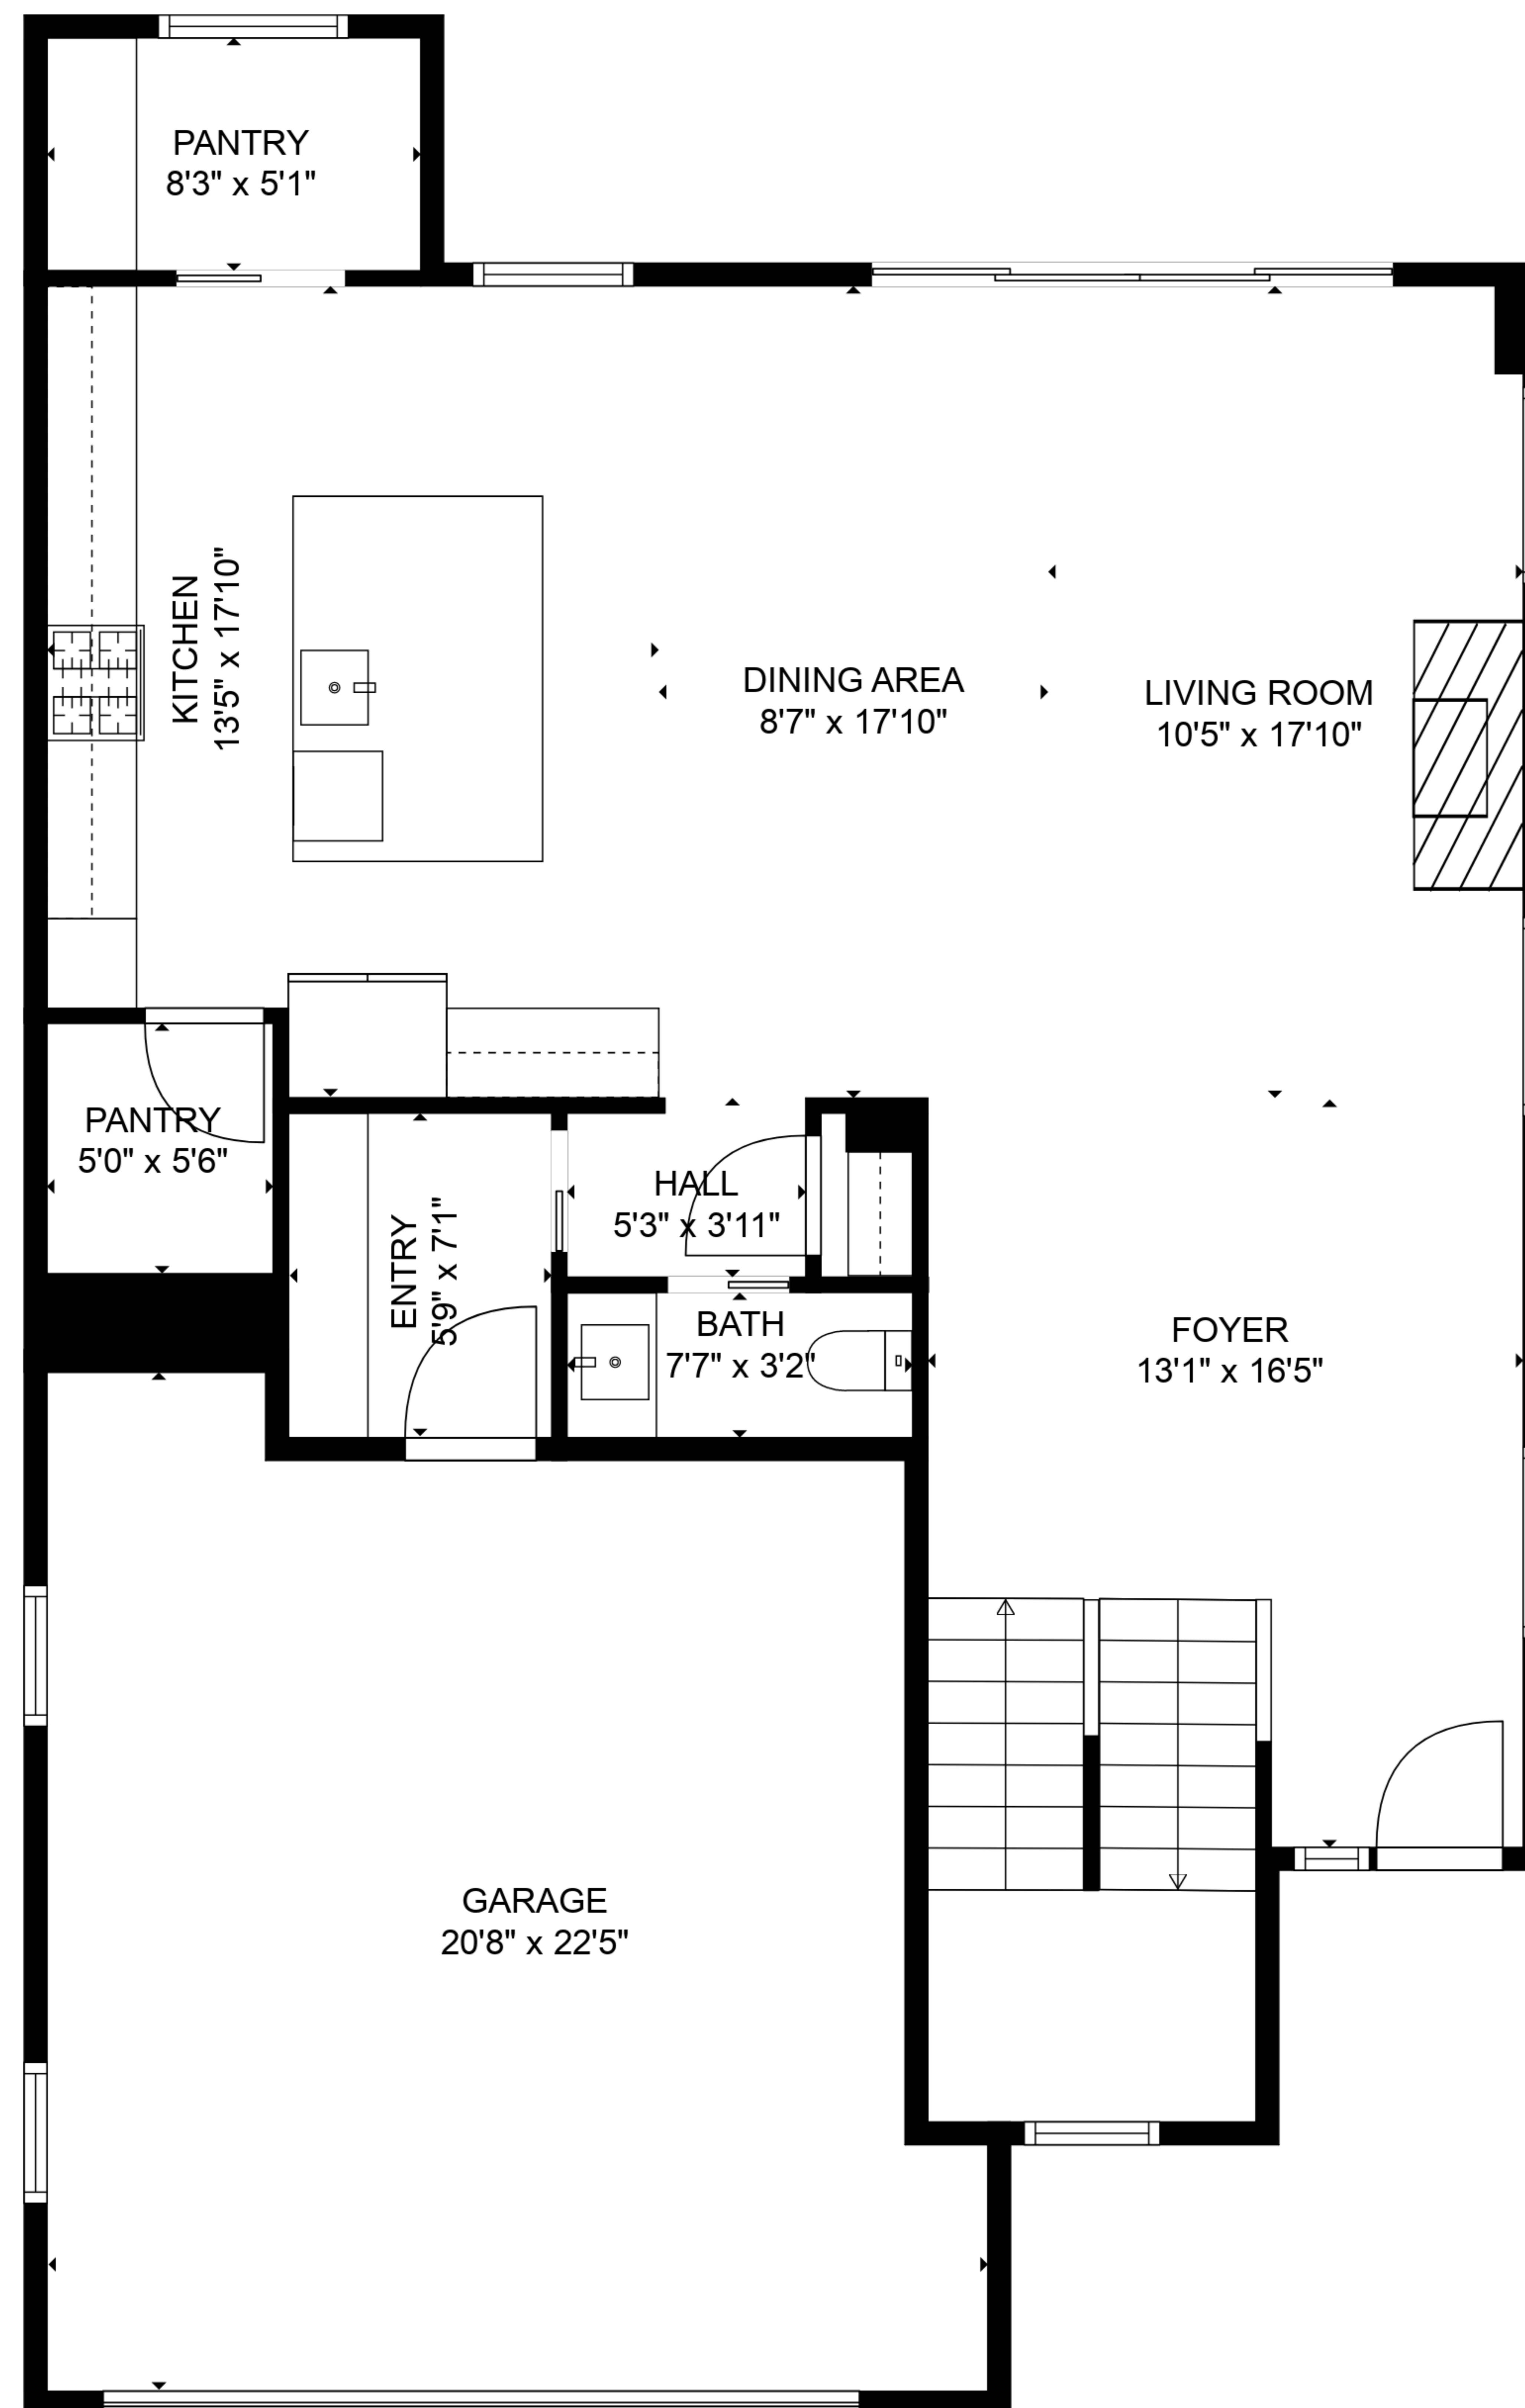 PANTRY
8'3" x 5'1"
KITCHEN
13'5" x 17'10"
DINING AREA
8'7" x 17'10"
LIVING ROOM
10'5" x 17'10"
PANTRY
5'0" x 5'6"
ENTRY
5'9" x 7'1"
HALL
5'3" x 3'11"
BATH
7'7" x 3'2"
FOYER
13'1" x 16'5"
GARAGE
20'8" x 22'5"